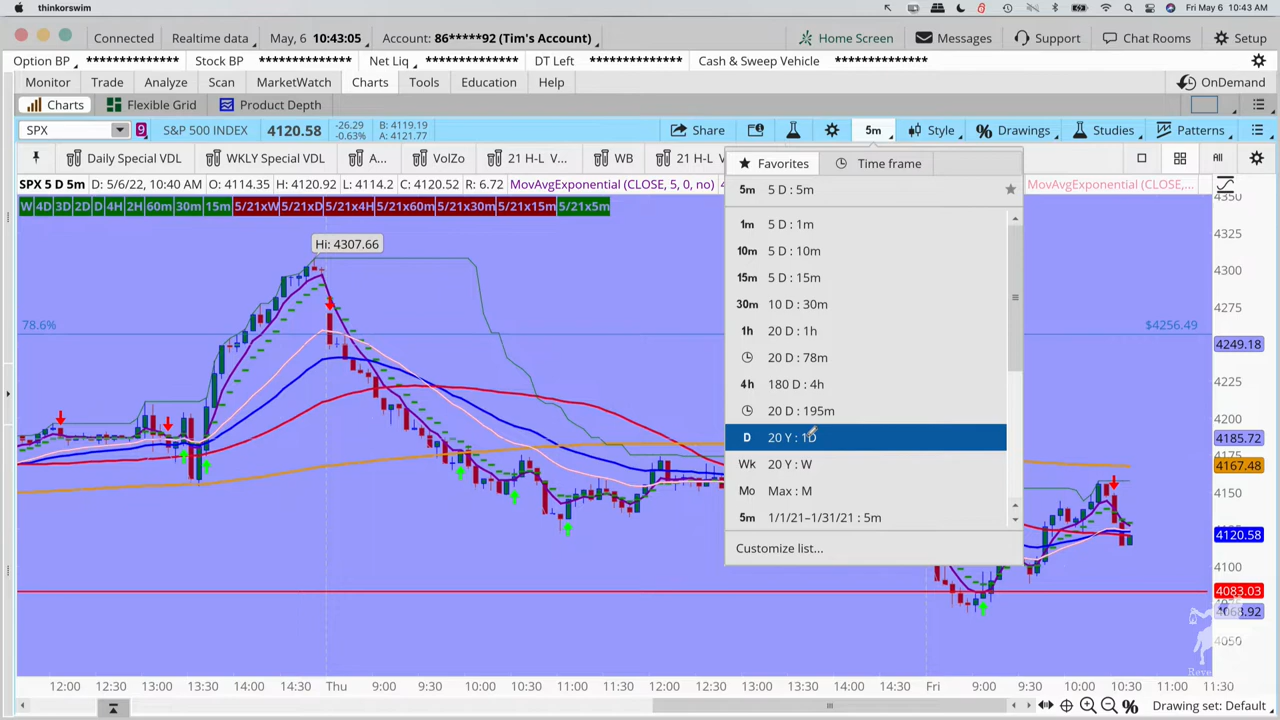 thinkorswim
Fri May 6 10:43 AM
Connected Realtime data May, 6 10:43:05 Account: 86*****92 (Tim's Account) Home Screen Messages Support Chat Rooms Setup
Option BP ************* Stock BP ************* Net Liq ************* DT Left ************* Cash & Sweep Vehicle *************
Monitor Trade Analyze Scan MarketWatch Charts Tools Education Help OnDemand
Charts Flexible Grid Product Depth
SPX 9 S&P 500 INDEX 4120.58 -26.29 B: 4119.19 Share 5m Style Drawings Studies Patterns
-0.63% A: 4121.77
Daily Special VDL WKLY Special VDL A... VolZo 21 H-L V... WB 21 H-L All
Favorites Time frame
SPX 5 D 5m D: 5/6/22, 10:40 AM O: 4114.35 H: 4120.92 C: 4120.52 R: 6.72 MovAvgExponential (CLOSE, 5, 0, no) MovAvgExponential (CLOSE,...
W 4D 3D 2D D 4H 2H 60m 30m 15m 5/21xW 5/21xD 5/21x4H 5/21x60m 5/21x30m 5/21x15m 5/21x5m
5m 5 D : 5m
1m 5 D : 1m
10m 5 D : 10m
15m 5 D : 15m
30m 10 D : 30m
1h 20 D : 1h
20 D : 78m
4h 180 D : 4h
20 D : 195m
D 20 Y : 1D
Wk 20 Y : W
Mo Max : M
5m 1/1/21–1/31/21 : 5m
Customize list...
Hi: 4307.66
78.6%
$4256.49
4350
4325
4300
4275
4249.18
4200
4185.72
4175
4167.48
4150
4120.58
4100
4083.03
4068.92
4050
12:00 12:30 13:00 13:30 14:30 Thu 9:00 9:30 10:00 10:30 11:00 12:00 12:30 13:00 13:30 14:30 Fri 9:00 9:30 10:00 10:30 11:00 11:30
Drawing set: Default